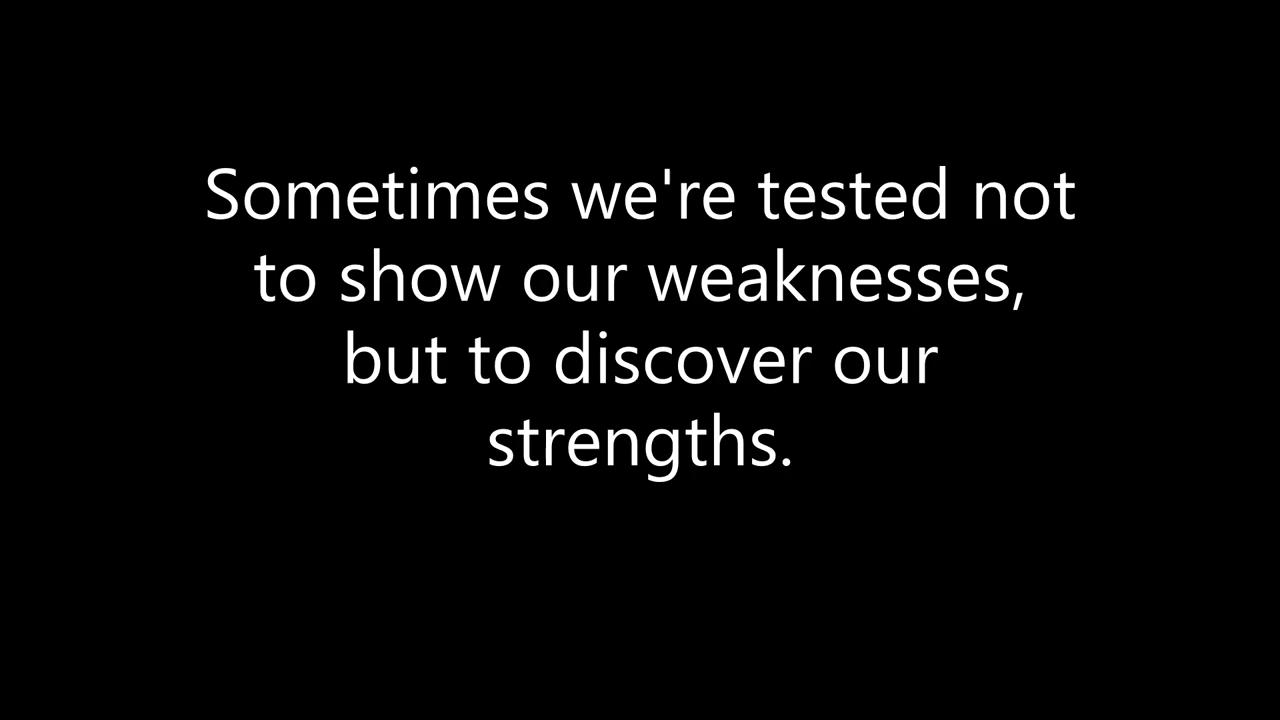 Sometimes we're tested not
to show our weaknesses,
but to discover our
strengths.